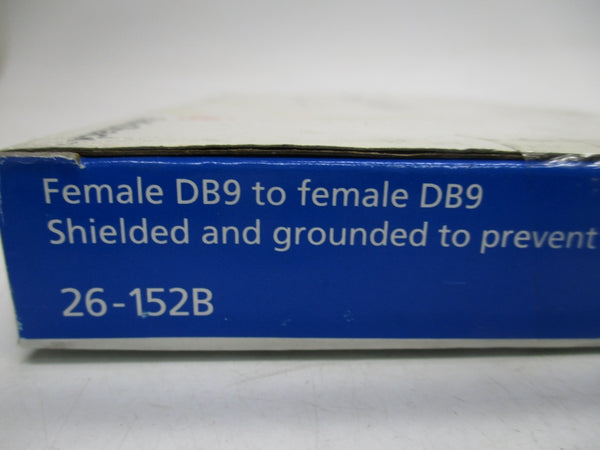 Female DB9 to female DB9
Shielded and grounded to prevent
26-152B